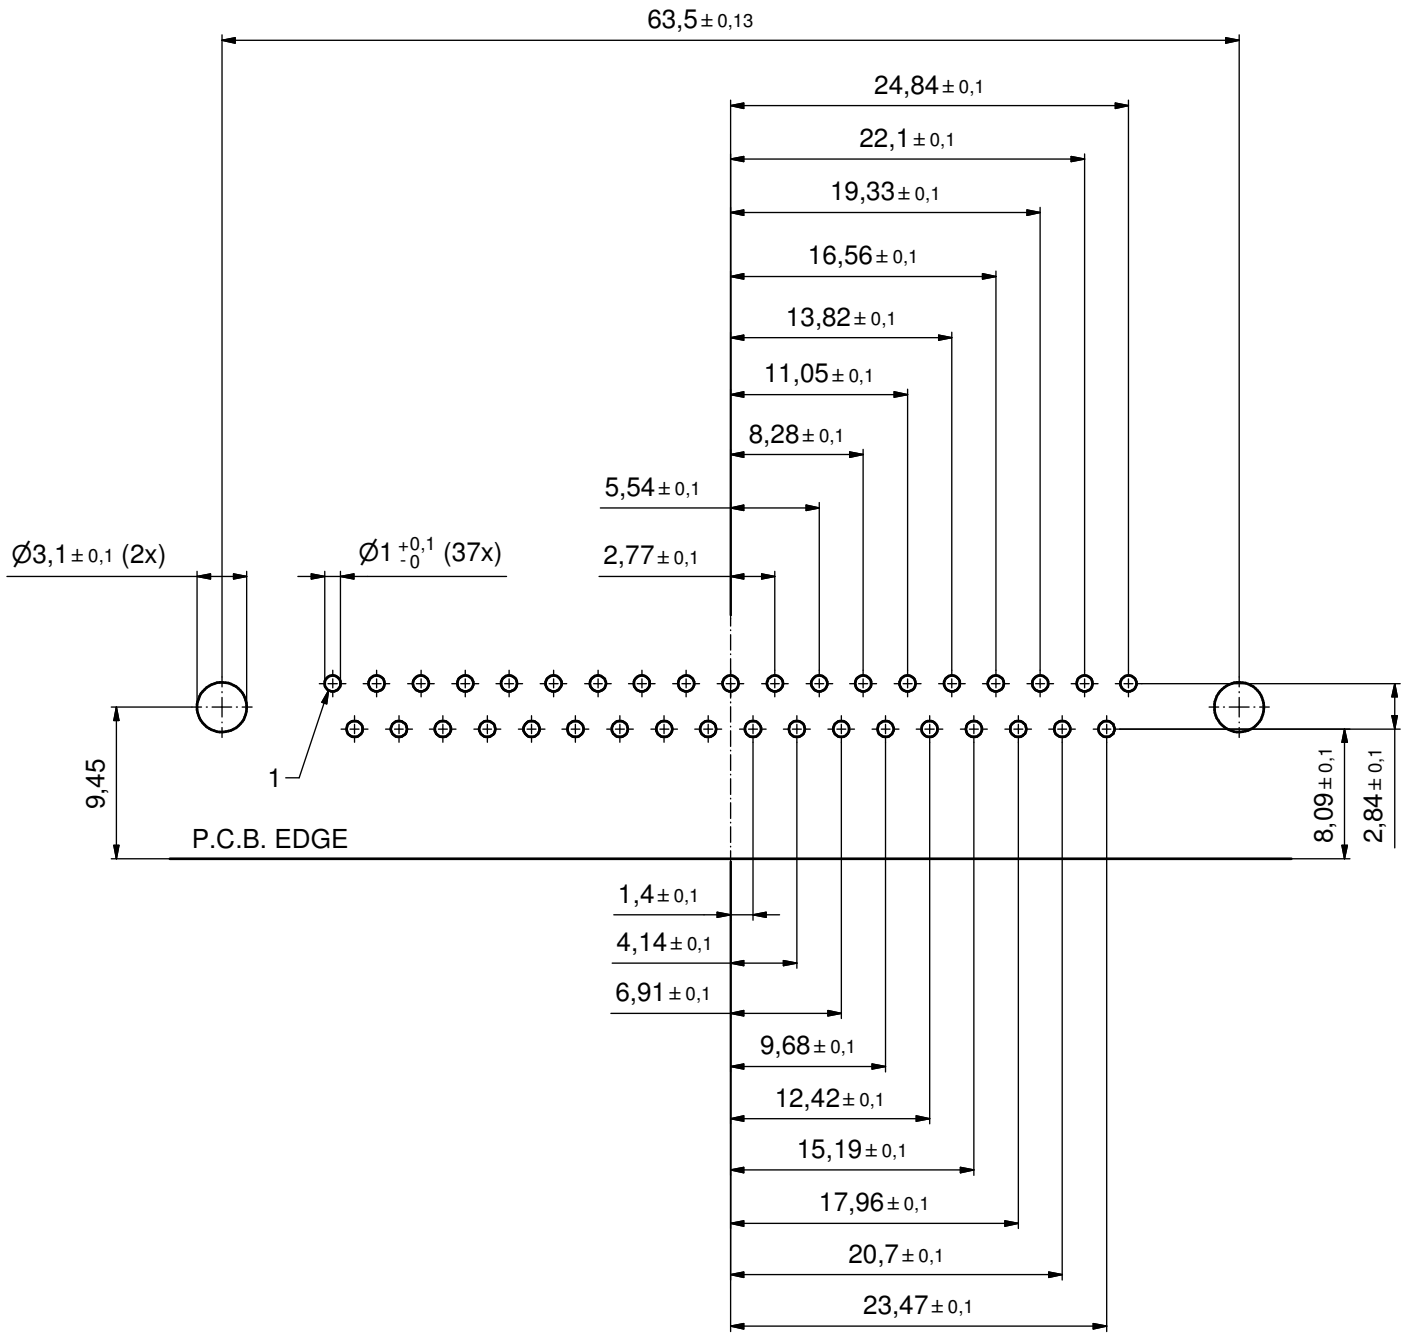 63,5 ± 0,13
24,84 ± 0,1
22,1 ± 0,1
19,33 ± 0,1
16,56 ± 0,1
13,82 ± 0,1
11,05 ± 0,1
8,28 ± 0,1
5,54 ± 0,1
Ø3,1 ± 0,1 (2x)
Ø1 +0,1 -0 (37x)
2,77 ± 0,1
1
9,45
P.C.B. EDGE
8,09 ± 0,1
2,84 ± 0,1
1,4 ± 0,1
4,14 ± 0,1
6,91 ± 0,1
9,68 ± 0,1
12,42 ± 0,1
15,19 ± 0,1
17,96 ± 0,1
20,7 ± 0,1
23,47 ± 0,1